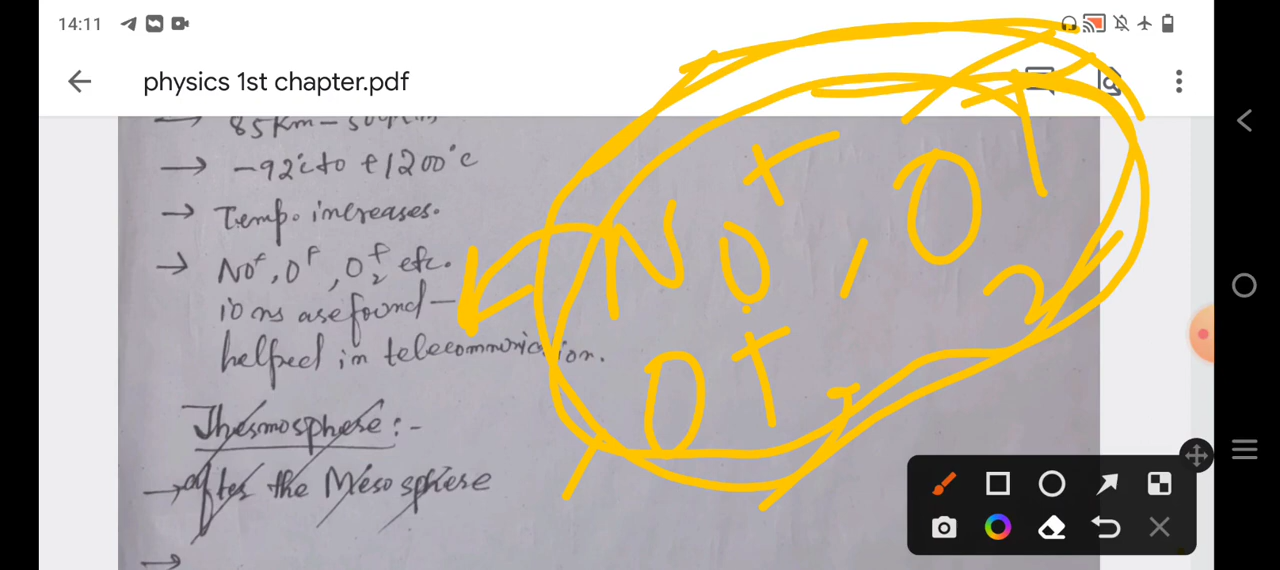 14:11
physics 1st chapter.pdf
→ 85Km –
→ -92°c to +1200°c
→ Temp. increases.
→ NO⁺, O⁺, O₂⁺ etc.
ions are found –
helped in telecommunication.
Thermosphere :-
→ after the Mesosphere
→
NO⁺, O₂⁺
O⁺,